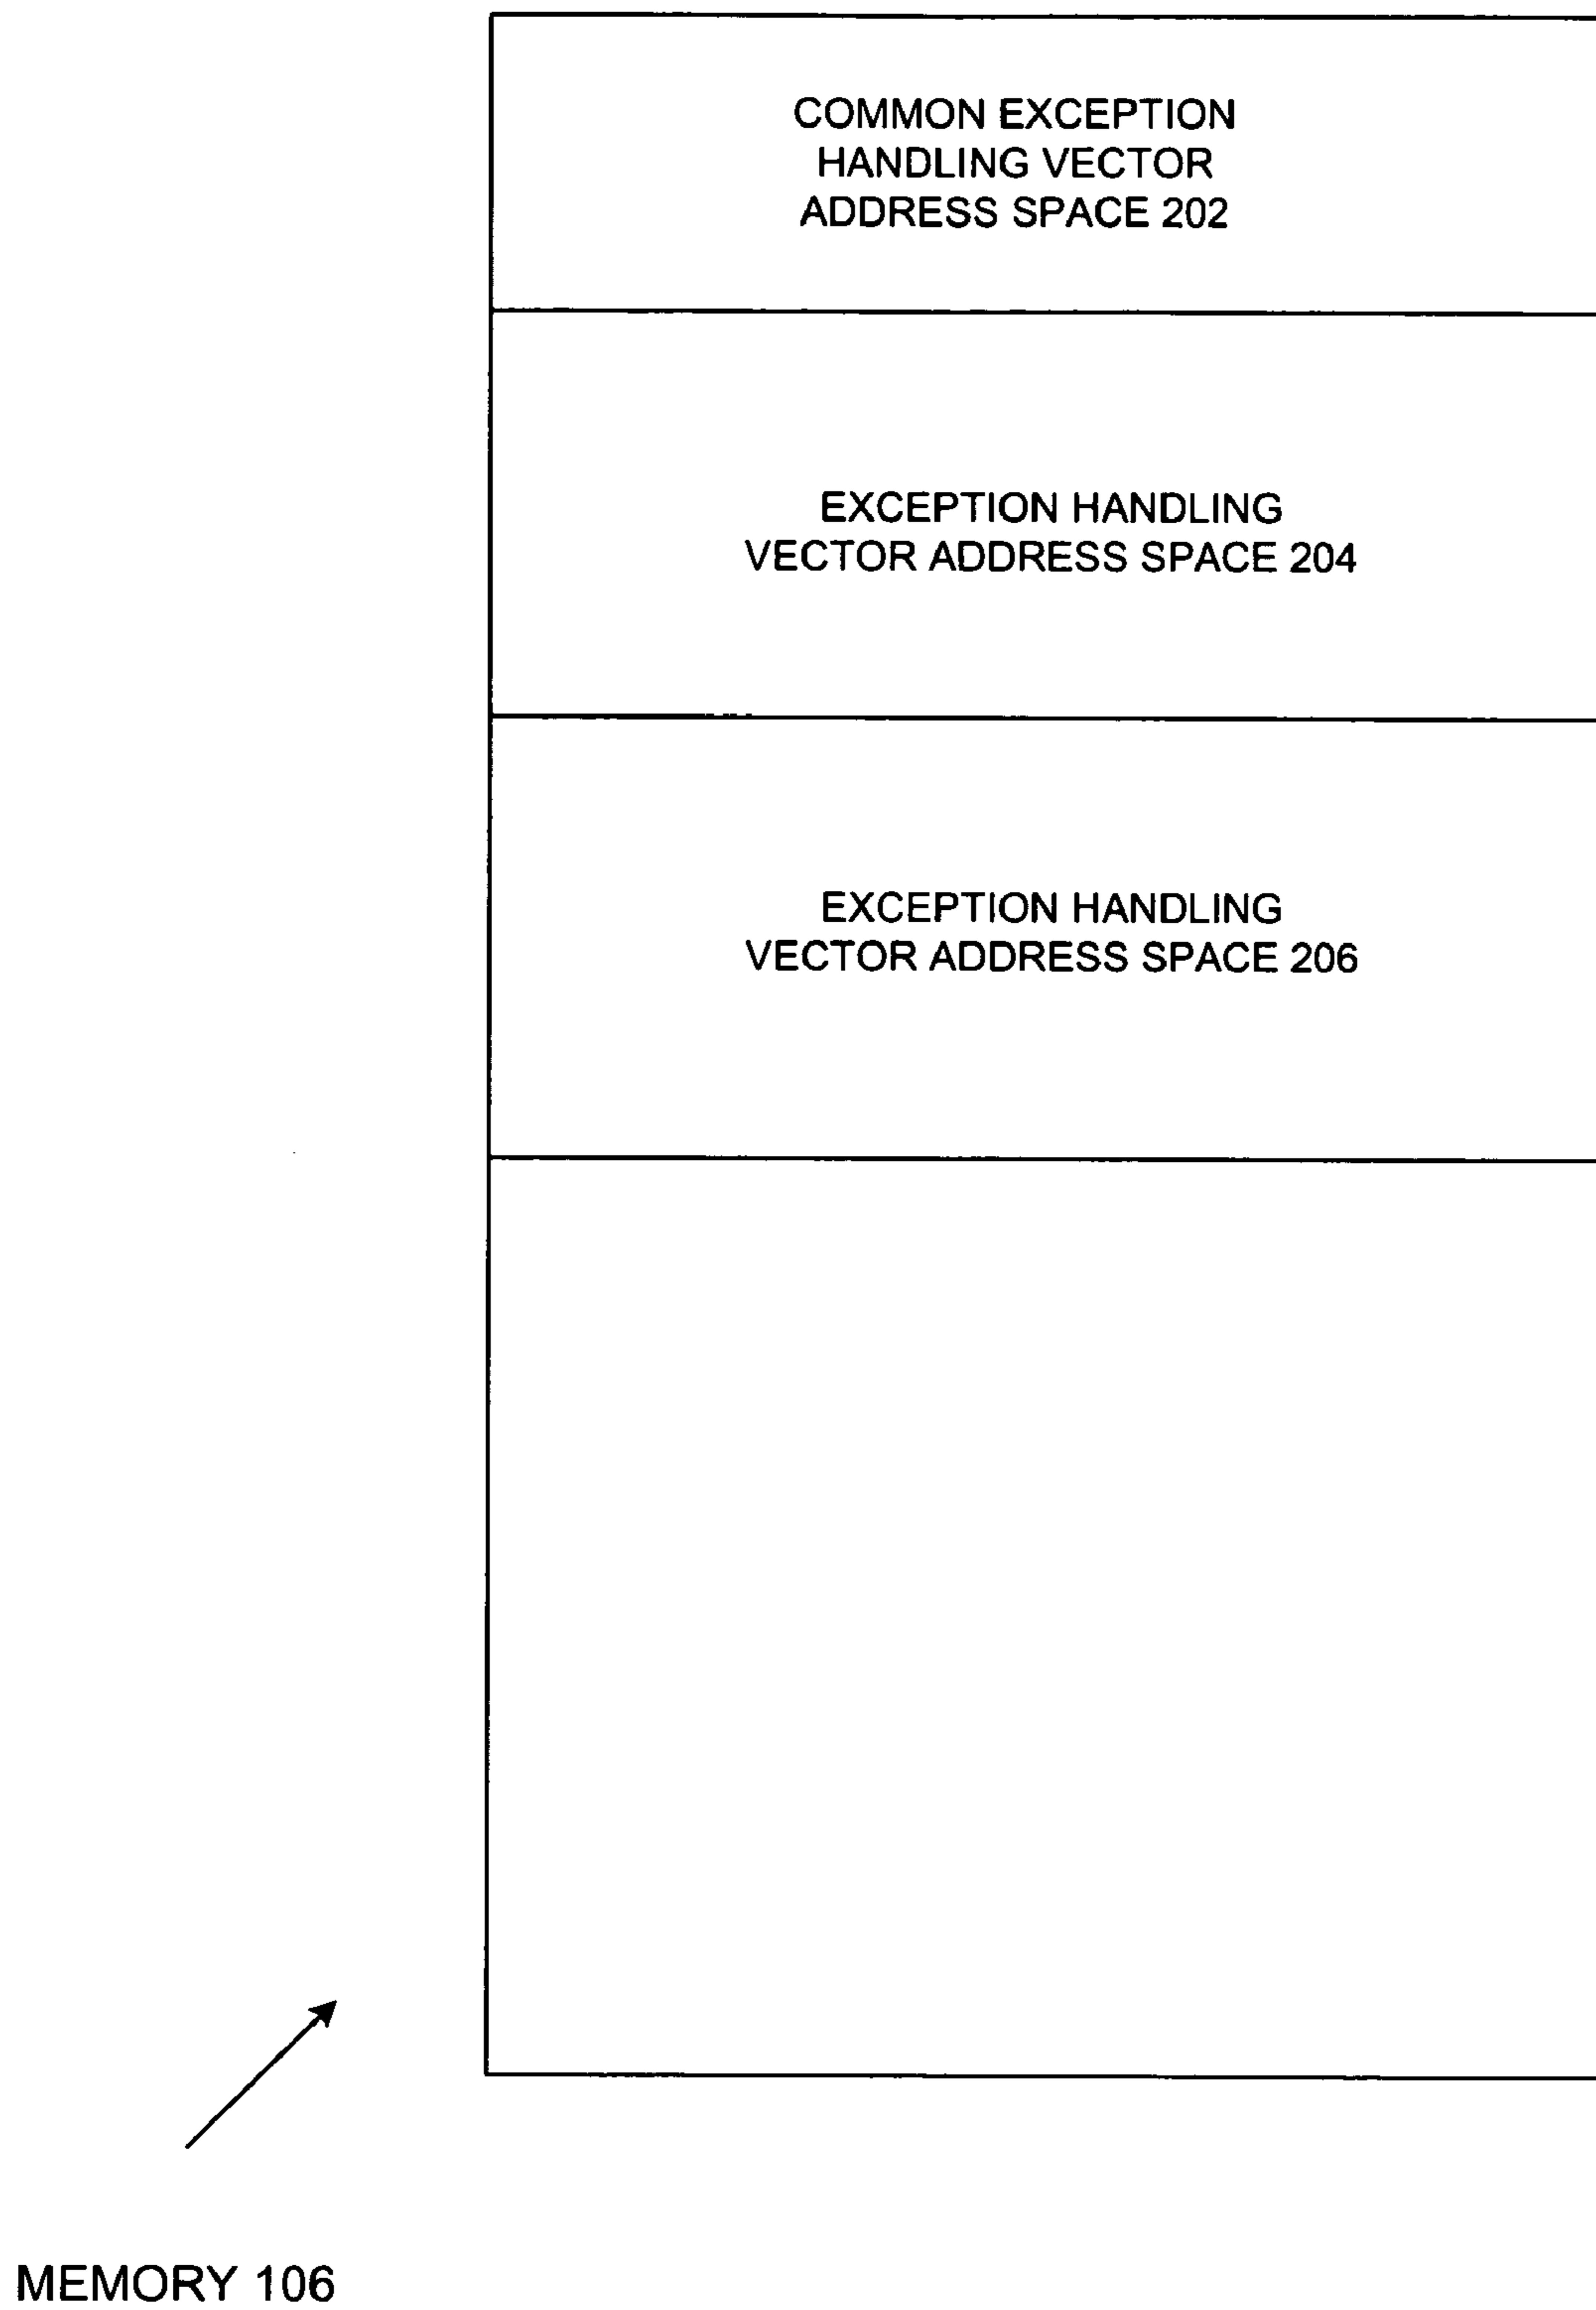 COMMON EXCEPTION
HANDLING VECTOR
ADDRESS SPACE 202
EXCEPTION HANDLING
VECTOR ADDRESS SPACE 204
EXCEPTION HANDLING
VECTOR ADDRESS SPACE 206
MEMORY 106